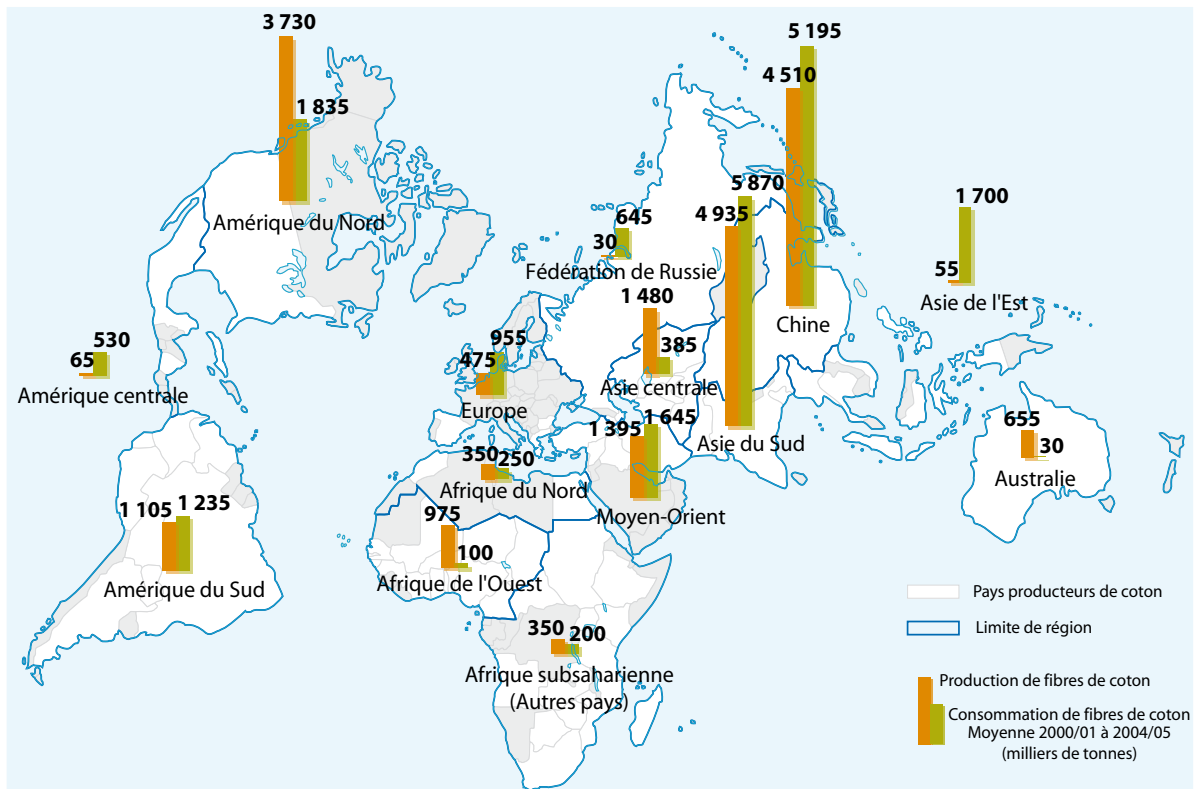 3 730
1 835
Amérique du Nord
5 195
4 510
Chine
5 870
4 935
Asie du Sud
1 700
55
Asie de l'Est
645
30
Fédération de Russie
1 480
385
Asie centrale
530
65
Amérique centrale
955
475
Europe
1 645
1 395
Moyen-Orient
350
250
Afrique du Nord
655
30
Australie
1 105
1 235
Amérique du Sud
975
100
Afrique de l'Ouest
350
200
Afrique subsaharienne
(Autres pays)
Pays producteurs de coton
Limite de région
Production de fibres de coton
Consommation de fibres de coton
Moyenne 2000/01 à 2004/05
(milliers de tonnes)